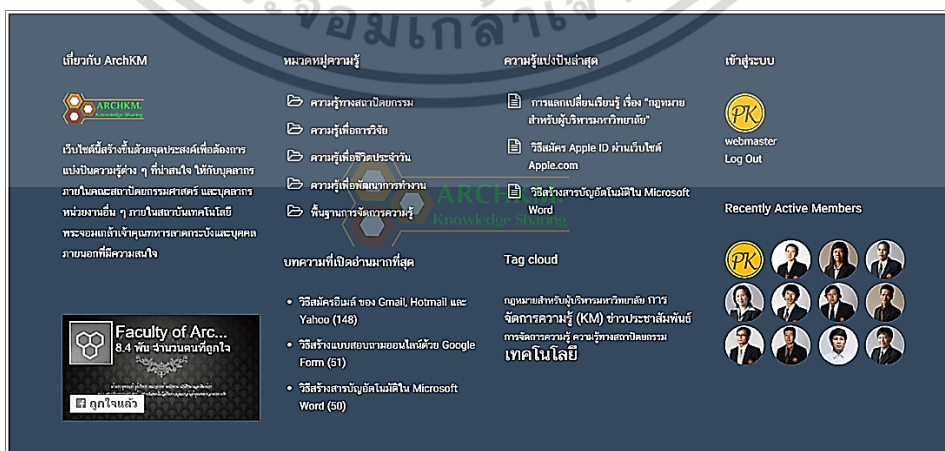 ระจอมเกล้าเจ้า
เกี่ยวกับ ArchKM
ARCHKM.
Knowledge Sharing
เว็บไซต์นี้สร้างขึ้นด้วยจุดประสงค์เพื่อต้องการ
แบ่งปันความรู้ต่าง ๆ ที่น่าสนใจ ให้กับบุคลากร
ภายในคณะสถาปัตยกรรมศาสตร์ และบุคลากร
หน่วยงานอื่น ๆ ภายในสถาบันเทคโนโลยี
พระจอมเกล้าเจ้าคุณทหารลาดกระบังและบุคคล
ภายนอกที่มีความสนใจ
Faculty of Arc...
8.4 พัน จำนวนคนที่ถูกใจ
ถูกใจแล้ว
หมวดหมู่ความรู้
ความรู้ทางสถาปัตยกรรม
ความรู้เพื่อการวิจัย
ความรู้เพื่อชีวิตประจำวัน
ความรู้เพื่อพัฒนาการทำงาน
พื้นฐานการจัดการความรู้
ARCHKM.
Knowledge Sharing
บทความที่เปิดอ่านมากที่สุด
วิธีสมัครอีเมล์ ของ Gmail, Hotmail และ
Yahoo (148)
วิธีสร้างแบบสอบถามออนไลน์ด้วย Google
Form (51)
วิธีสร้างสารบัญอัตโนมัติใน Microsoft
Word (50)
ความรู้แบ่งปันล่าสุด
การแลกเปลี่ยนเรียนรู้ เรื่อง "กฎหมาย
สำหรับผู้บริหารมหาวิทยาลัย"
วิธีสมัคร Apple ID ผ่านเว็บไซต์
Apple.com
วิธีสร้างสารบัญอัตโนมัติใน Microsoft
Word
Tag cloud
กฎหมายสำหรับผู้บริหารมหาวิทยาลัย การ
จัดการความรู้ (KM) ข่าวประชาสัมพันธ์
การจัดการความรู้ ความรู้ทางสถาปัตยกรรม
เทคโนโลยี
เข้าสู่ระบบ
PK
webmaster
Log Out
Recently Active Members
PK